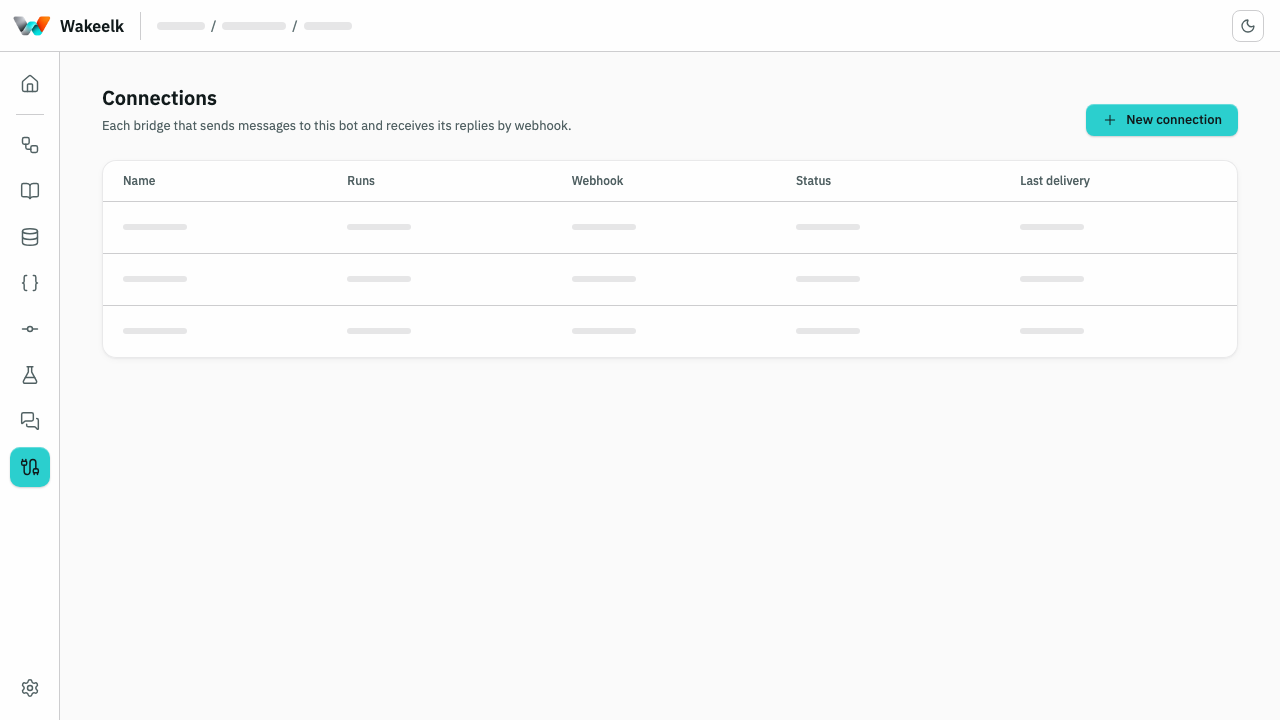 Wakeelk
/
/
Connections
Each bridge that sends messages to this bot and receives its replies by webhook.
New connection
Name Runs Webhook Status Last delivery